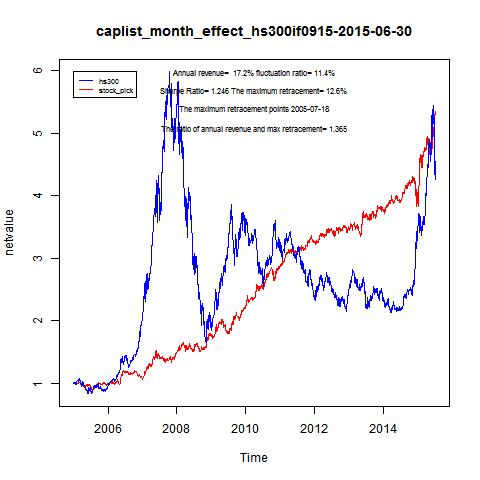 caplist_month_effect_hs300if0915-2015-06-30
hs300
stock_pick
Annual revenue= 17.2% fluctuation ratio= 11.4%
Sharpe Ratio= 1.246 The maximum retracement= 12.6%
The maximum retracement points 2005-07-18
The ratio of annual revenue and max retracement= 1.365
netvalue
6
5
4
3
2
1
2006 2008 2010 2012 2014
Time